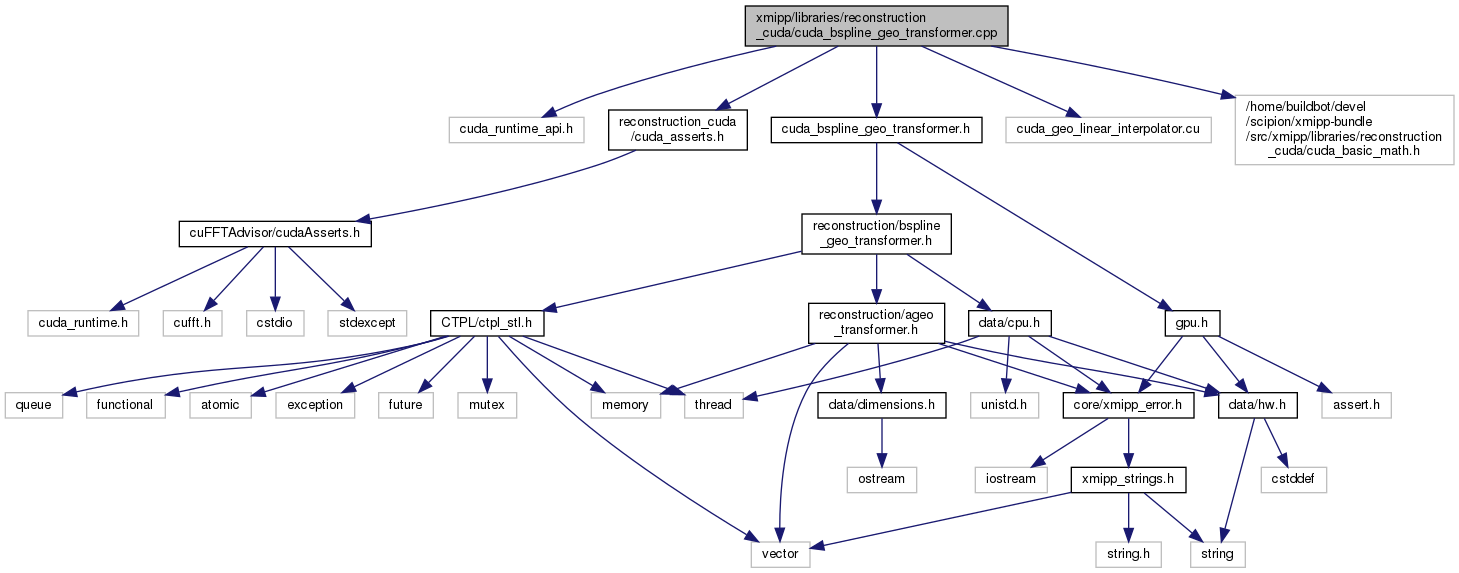 xmipp/libraries/reconstruction
_cuda/cuda_bspline_geo_transformer.cpp
cuda_runtime_api.h
reconstruction_cuda
/cuda_asserts.h
cuda_bspline_geo_transformer.h
cuda_geo_linear_interpolator.cu
/home/buildbot/devel
/scipion/xmipp-bundle
/src/xmipp/libraries/reconstruction
_cuda/cuda_basic_math.h
cuFFTAdvisor/cudaAsserts.h
reconstruction/bspline
_geo_transformer.h
cuda_runtime.h
cufft.h
cstdio
stdexcept
CTPL/ctpl_stl.h
reconstruction/ageo
_transformer.h
data/cpu.h
gpu.h
queue
functional
atomic
exception
future
mutex
memory
thread
data/dimensions.h
unistd.h
core/xmipp_error.h
data/hw.h
assert.h
ostream
iostream
xmipp_strings.h
cstddef
vector
string.h
string